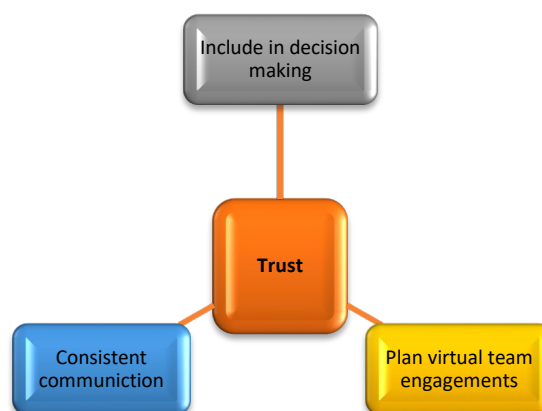 Include in decision
making
Trust
Consistent
communiction
Plan virtual team
engagements